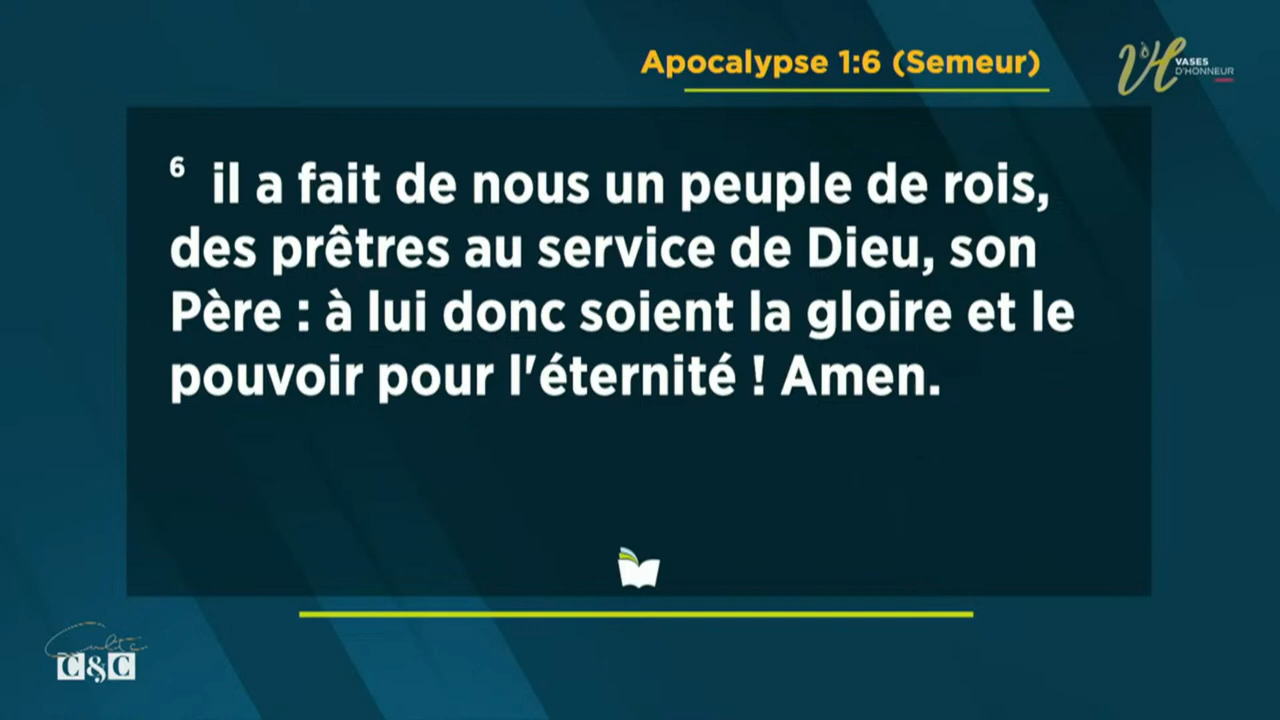 Apocalypse 1:6 (Semeur)
VASES
D'HONNEUR
6 il a fait de nous un peuple de rois,
des prêtres au service de Dieu, son
Père : à lui donc soient la gloire et le
pouvoir pour l'éternité ! Amen.
Culte
C&C